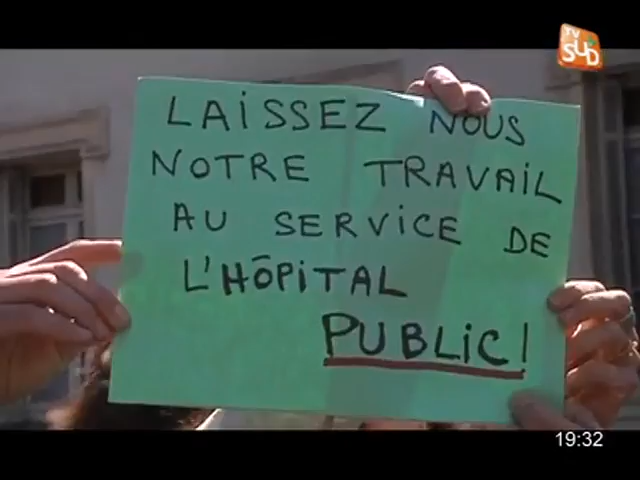 TV
SUD
LAISSEZ NOUS
NOTRE TRAVAIL
AU SERVICE DE
L'HÔPITAL
PUBLIC!
19:32